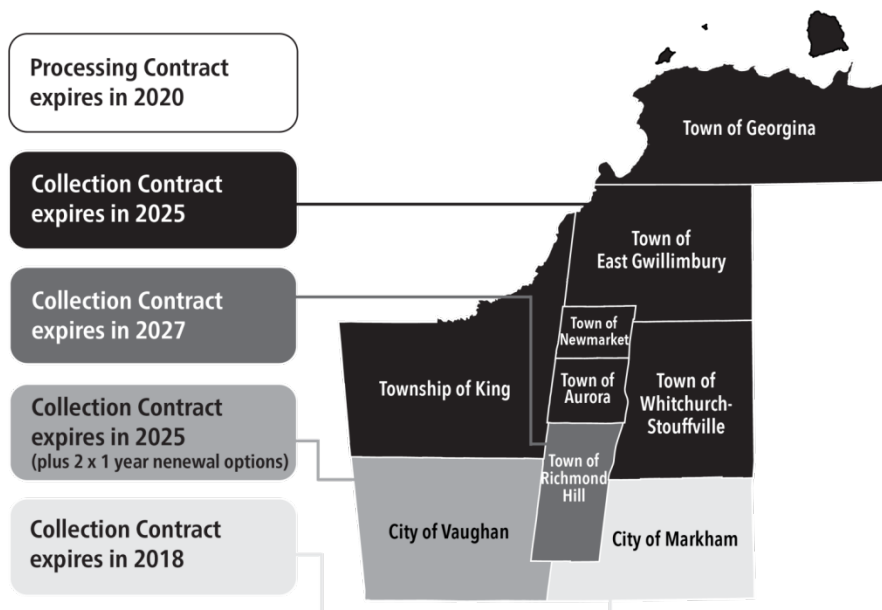 Processing Contract
expires in 2020
Collection Contract
expires in 2025
Collection Contract
expires in 2027
Collection Contract
expires in 2025
(plus 2 x 1 year nenewal options)
Collection Contract
expires in 2018
Town of Georgina
Town of
East Gwillimbury
Town of
Newmarket
Township of King
Town of
Aurora
Town of
Whitchurch-
Stouffville
Town of
Richmond
Hill
City of Vaughan
City of Markham